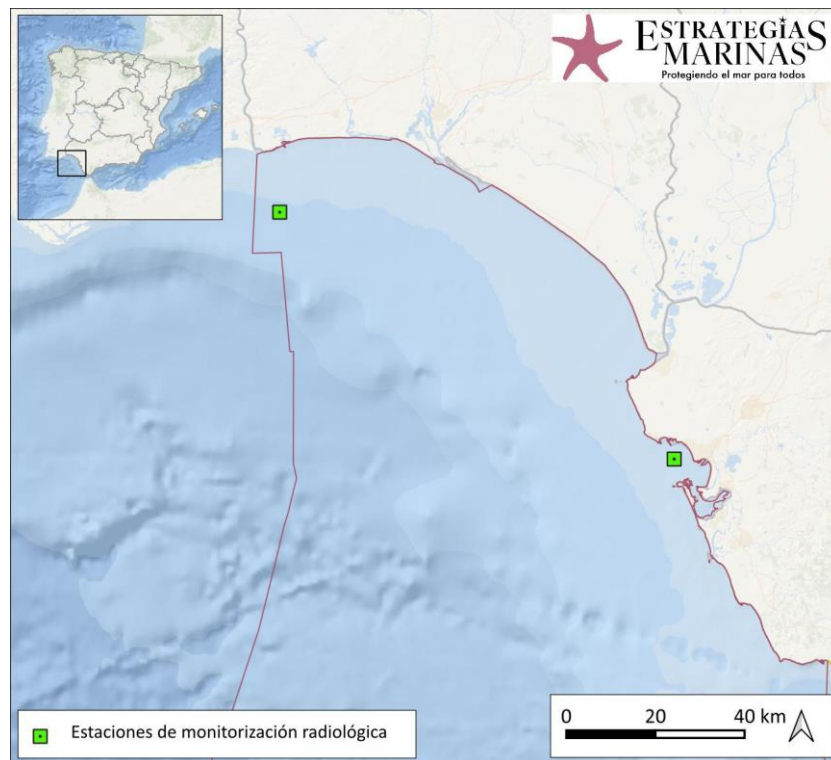 ESTRATEGIAS
MARINAS
Protegiendo el mar para todos
Estaciones de monitorización radiológica
0 20 40 km